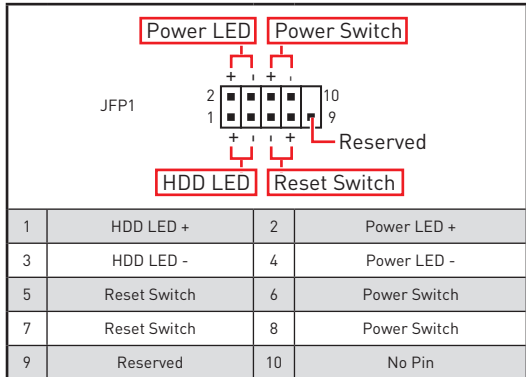 Power LED Power Switch
+ - + -
JFP1
2 10
1 9
+ - - +
Reserved
HDD LED Reset Switch
1 HDD LED + 2 Power LED +
3 HDD LED - 4 Power LED -
5 Reset Switch 6 Power Switch
7 Reset Switch 8 Power Switch
9 Reserved 10 No Pin